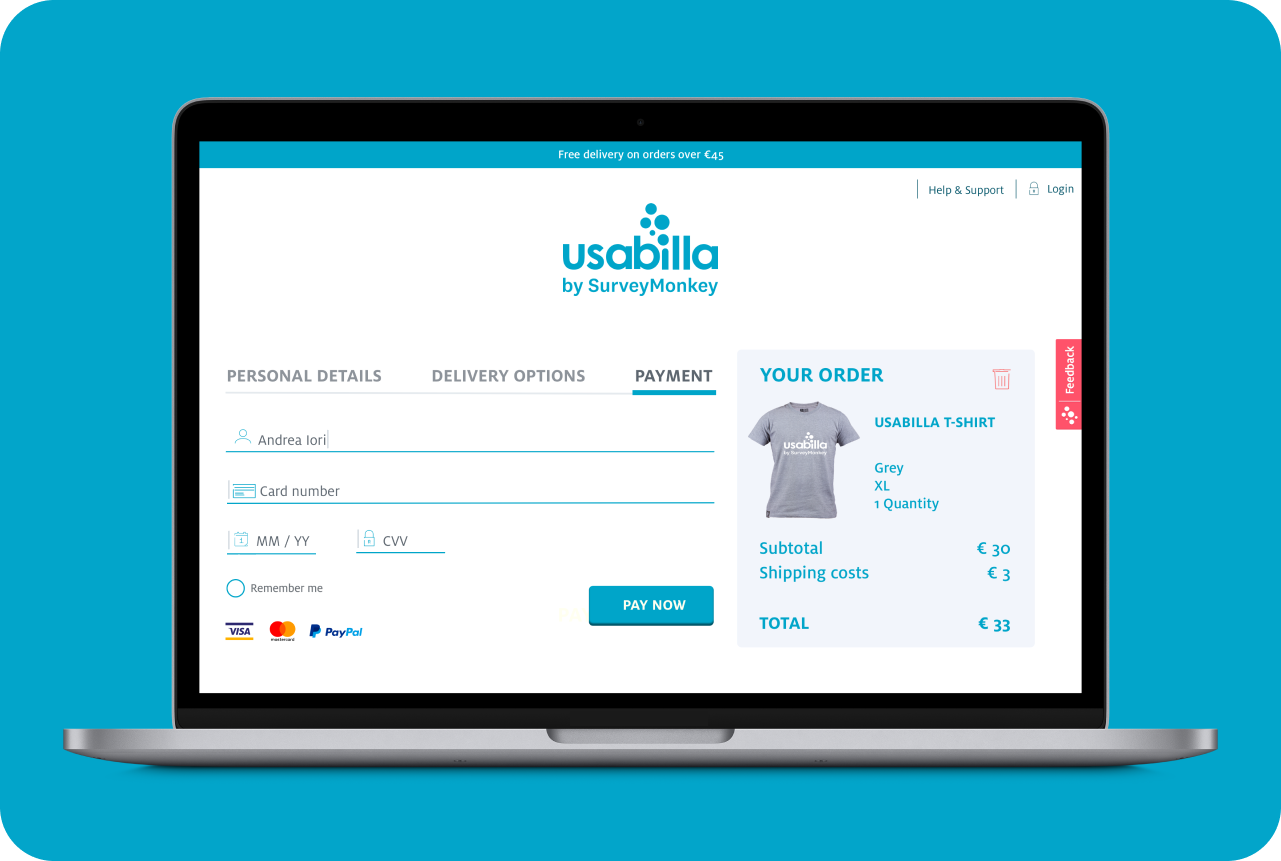 Free delivery on orders over €45
Help & Support
Login
usabilla
by SurveyMonkey
PERSONAL DETAILS
DELIVERY OPTIONS
PAYMENT
Andrea Iori
Card number
1
MM / YY
CVV
Remember me
PAY NOW
VISA
mastercard
PayPal
YOUR ORDER
usabilla
by SurveyMonkey
USABILLA T-SHIRT
Grey
XL
1 Quantity
Subtotal € 30
Shipping costs € 3
TOTAL € 33
Feedback